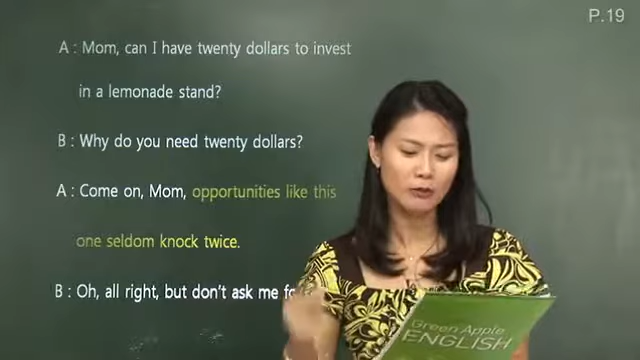 P.19
A : Mom, can I have twenty dollars to invest
in a lemonade stand?
B : Why do you need twenty dollars?
A : Come on, Mom, opportunities like this
one seldom knock twice.
B : Oh, all right, but don't ask me
Green Apple
ENGLISH